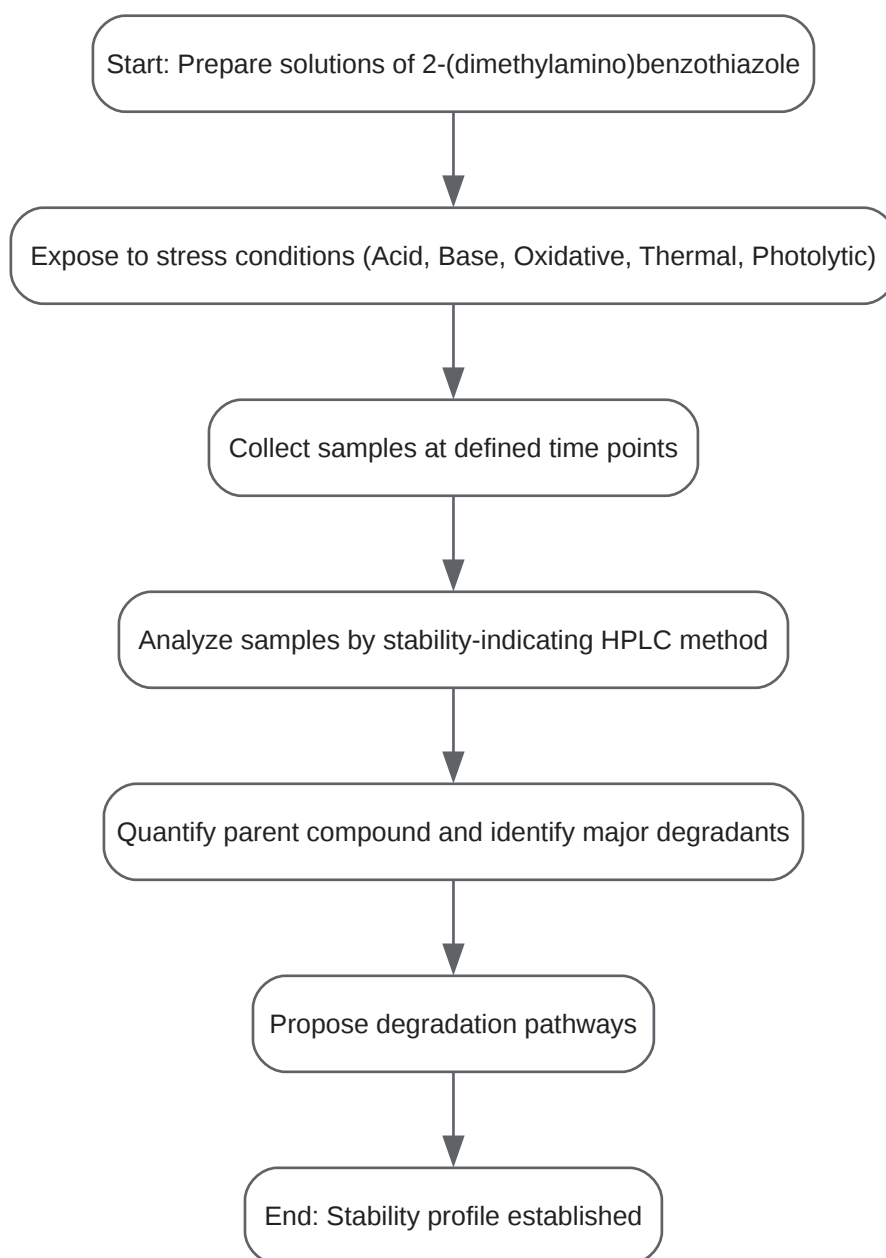 Start: Prepare solutions of 2-(dimethylamino)benzothiazole
Expose to stress conditions (Acid, Base, Oxidative, Thermal, Photolytic)
Collect samples at defined time points
Analyze samples by stability-indicating HPLC method
Quantify parent compound and identify major degradants
Propose degradation pathways
End: Stability profile established